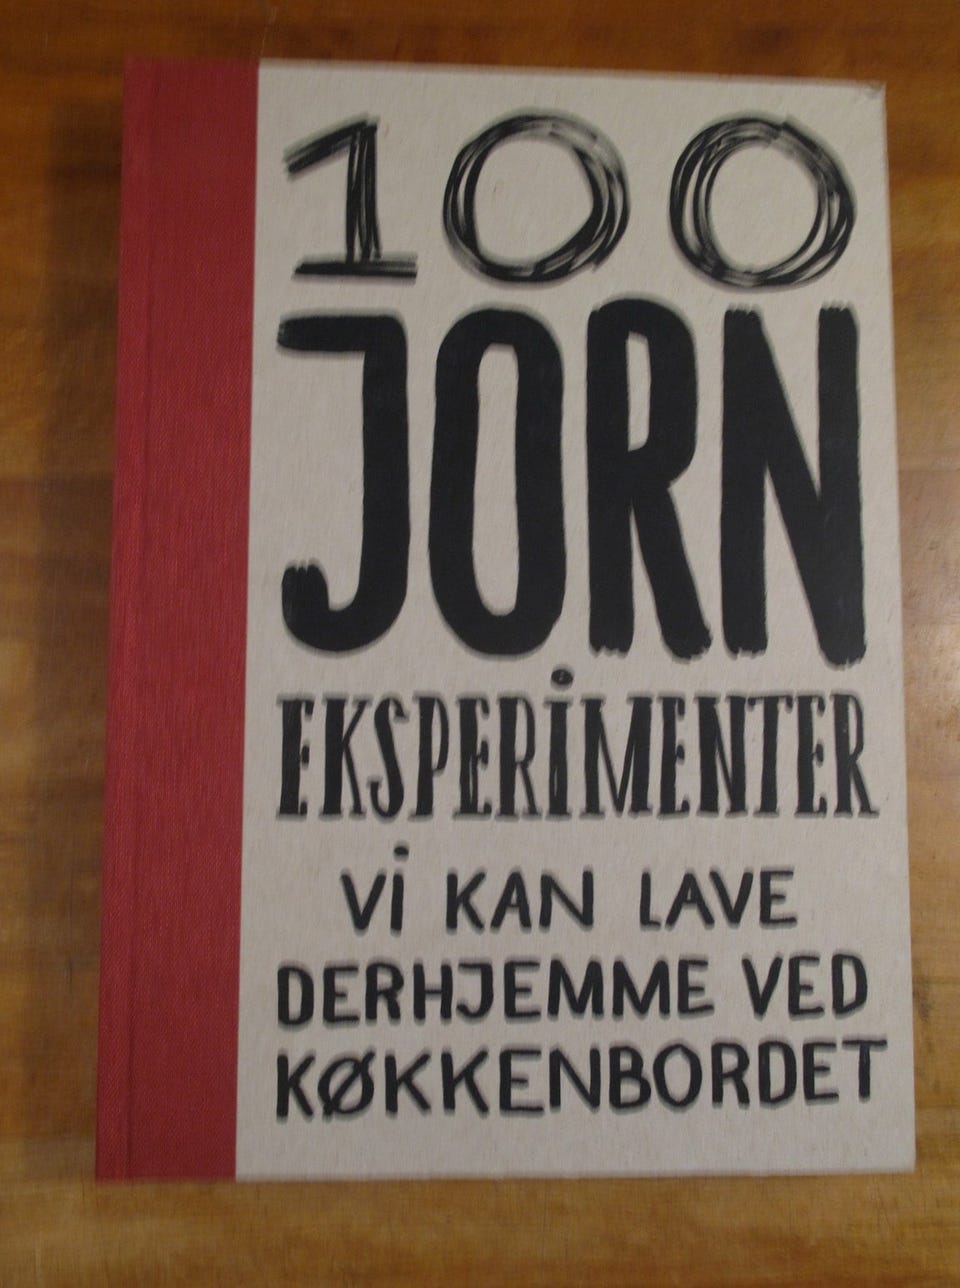 100
JORN
EKSPERiMENTER
Vi KAN LAVE
DERHJEMME VED
KØKKENBORDET